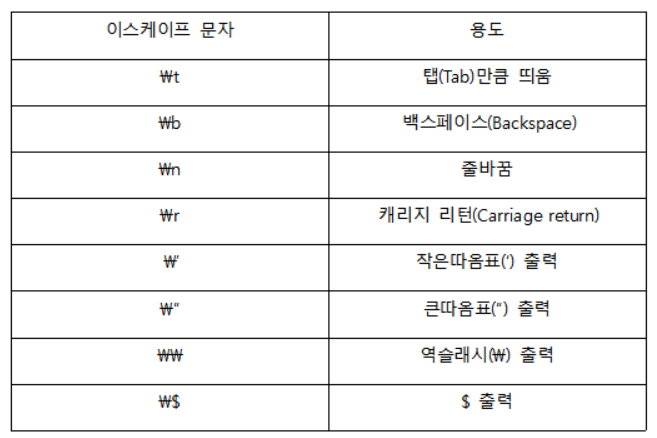 이스케이프 문자 용도
₩t 탭(Tab)만큼 띄움
₩b 백스페이스(Backspace)
₩n 줄바꿈
₩r 캐리지 리턴(Carriage return)
₩' 작은따옴표(‘) 출력
₩“ 큰따옴표(“) 출력
₩₩ 역슬래시(₩) 출력
₩$ $ 출력